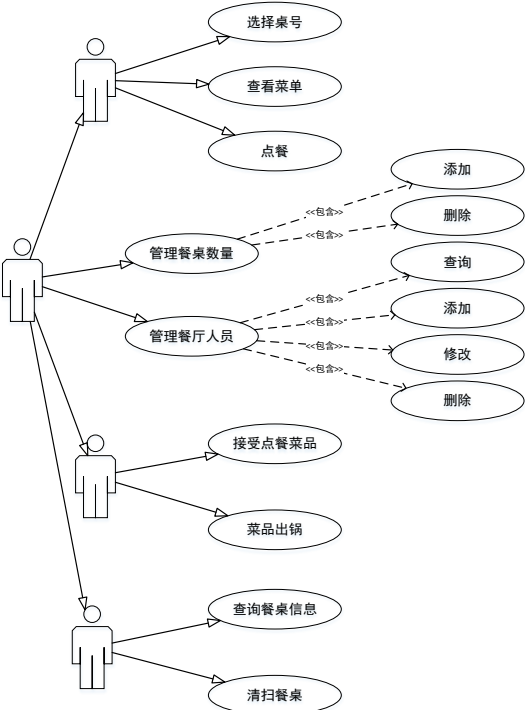 选择桌号
查看菜单
点餐
添加
<<包含>>
删除
<<包含>>
管理餐桌数量
查询
<<包含>>
添加
<<包含>>
管理餐厅人员
<<包含>>
修改
<<包含>>
删除
接受点餐菜品
菜品出锅
查询餐桌信息
清扫餐桌